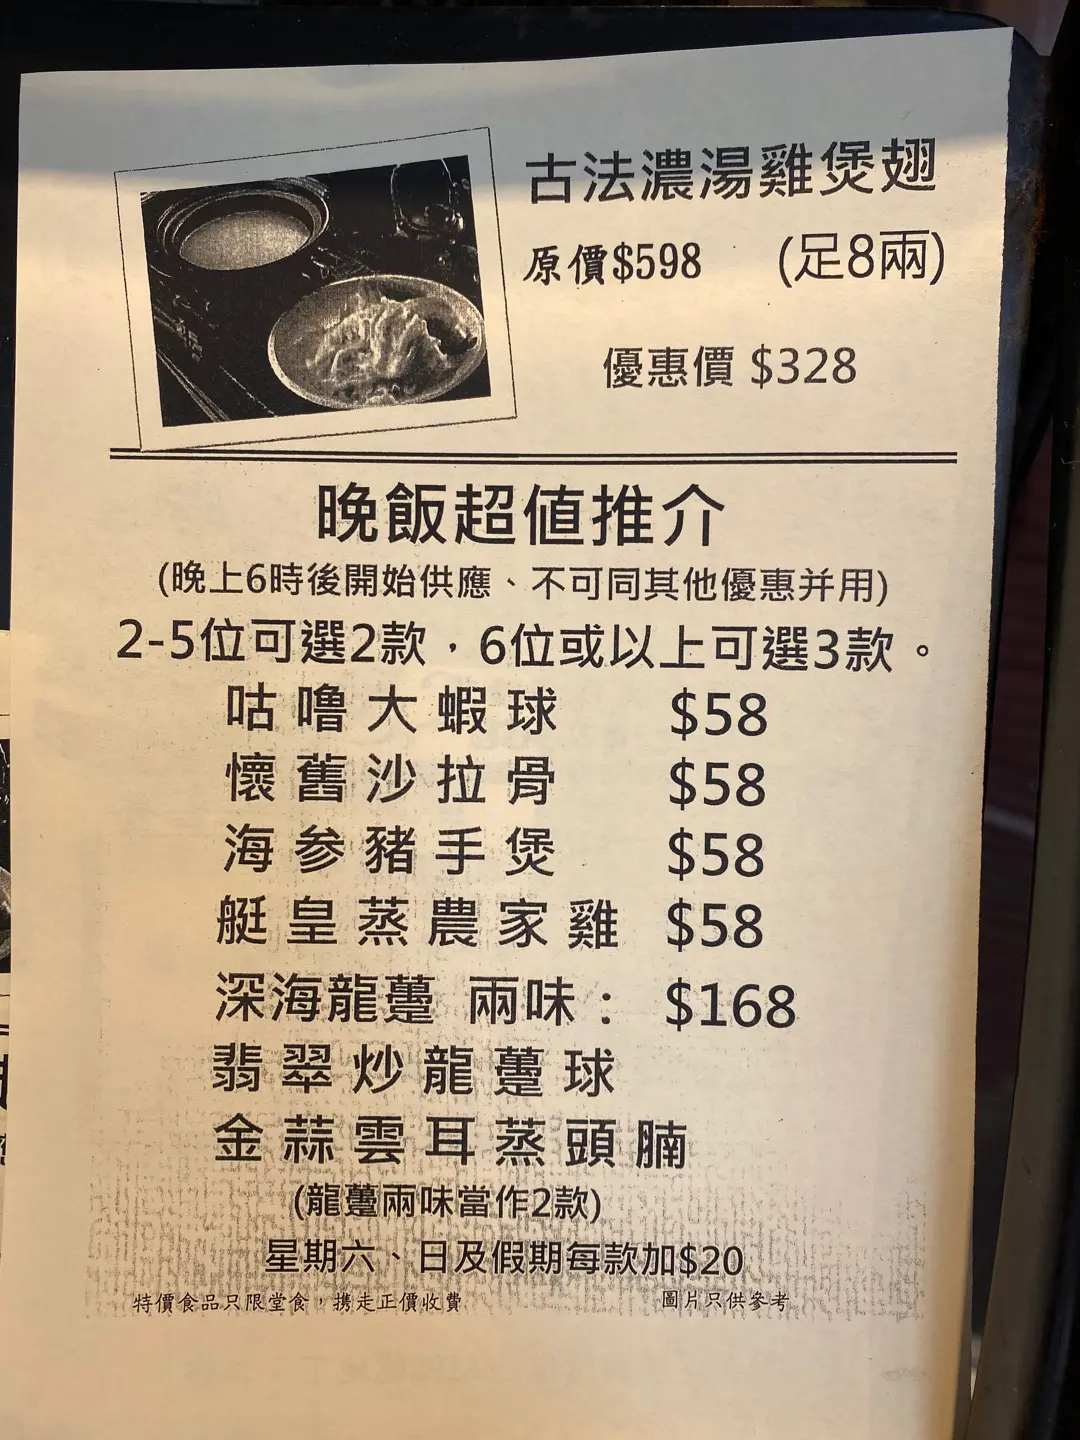 古法濃湯雞煲翅
原價$598 (足8兩)
優惠價 $328
晚飯超值推介
(晚上6時後開始供應、不可同其他優惠并用)
2-5位可選2款，6位或以上可選3款。
咕嚕大蝦球 $58
懷舊沙拉骨 $58
海参豬手煲 $58
艇皇蒸農家雞 $58
深海龍躉 兩味： $168
翡翠炒龍躉球
金蒜雲耳蒸頭腩
(龍躉兩味當作2款)
星期六、日及假期每款加$20
特價食品只限堂食，携走正價收費 圖片只供參考